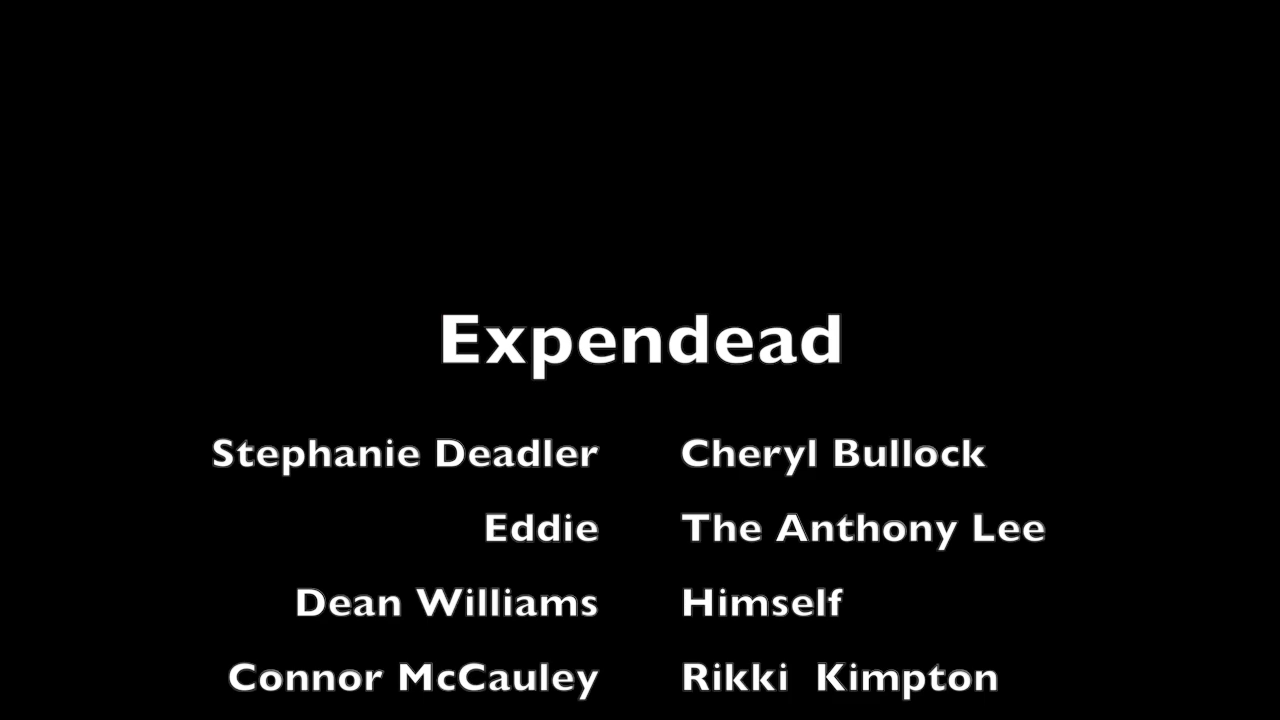 Expendead
Stephanie Deadler Cheryl Bullock
Eddie The Anthony Lee
Dean Williams Himself
Connor McCauley Rikki  Kimpton